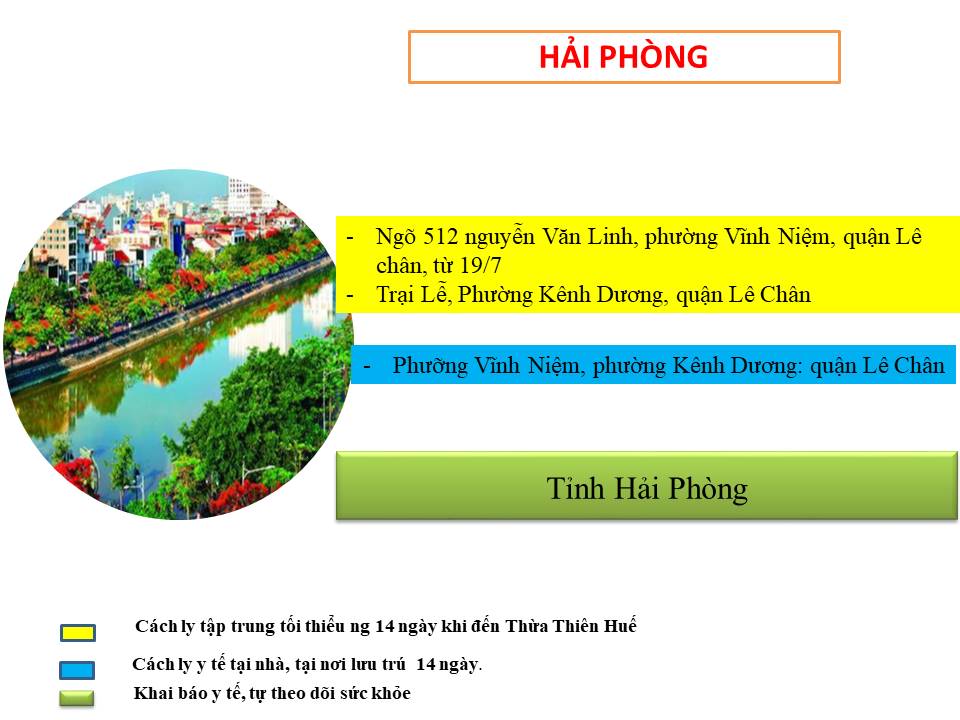 HẢI PHÒNG
- Ngõ 512 nguyễn Văn Linh, phường Vĩnh Niệm, quận Lê
chân, từ 19/7
- Trại Lẽ, Phường Kênh Dương, quận Lê Chân
- Phưỡng Vĩnh Niệm, phường Kênh Dương: quận Lê Chân
Tỉnh Hải Phòng
Cách ly tập trung tối thiểu ng 14 ngày khi đến Thừa Thiên Huế
Cách ly y tế tại nhà, tại nơi lưu trú 14 ngày.
Khai báo y tế, tự theo dõi sức khỏe